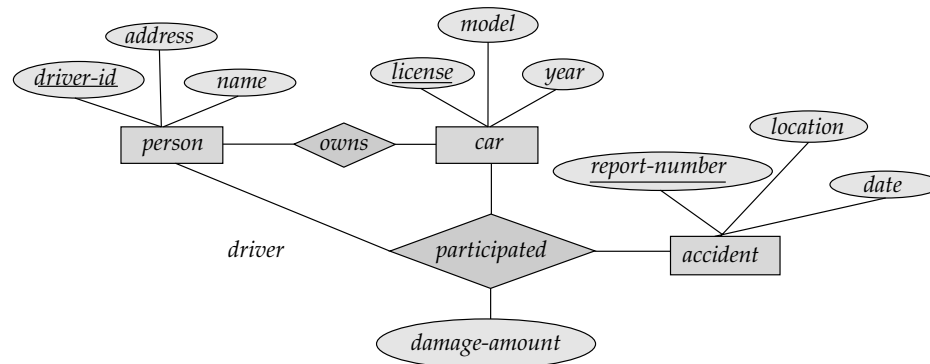 model
address
driver-id
name
license
year
person
owns
car
location
report-number
date
driver
participated
accident
damage-amount